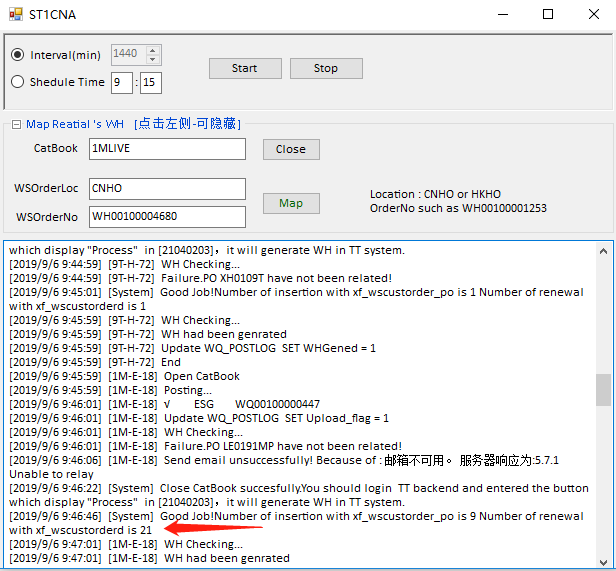 ST1CNA
Interval(min) 1440
Start Stop
Shedule Time 9 : 15
Map Reatial 's WH [点击左侧-可隐藏]
CatBook 1MLIVE Close
WSOrderLoc CNHO
Map
Location : CNHO or HKHO
WSOrderNo WH00100004680
OrderNo such as WH00100001253
which display "Process" in [21040203]，it will generate WH in TT system.
[2019/9/6 9:44:59] [9T-H-72] WH Checking...
[2019/9/6 9:44:59] [9T-H-72] Failure.PO XH0109T have not been related!
[2019/9/6 9:45:01] [System] Good Job!Number of insertion with xf_wscustorder_po is 1 Number of renewal
with xf_wscustorderd is 1
[2019/9/6 9:45:59] [9T-H-72] WH Checking...
[2019/9/6 9:45:59] [9T-H-72] WH had been genrated
[2019/9/6 9:45:59] [9T-H-72] Update WQ_POSTLOG SET WHGened = 1
[2019/9/6 9:45:59] [9T-H-72] End
[2019/9/6 9:45:59] [1M-E-18] Open CatBook
[2019/9/6 9:45:59] [1M-E-18] Posting...
[2019/9/6 9:46:01] [1M-E-18] √ ESG WQ00100000447
[2019/9/6 9:46:01] [1M-E-18] Update WQ_POSTLOG SET Upload_flag = 1
[2019/9/6 9:46:01] [1M-E-18] WH Checking...
[2019/9/6 9:46:01] [1M-E-18] Failure.PO LE0191MP have not been related!
[2019/9/6 9:46:06] [1M-E-18] Send email unsuccessfully! Because of : 邮箱不可用。 服务器响应为:5.7.1
Unable to relay
[2019/9/6 9:46:22] [System] Close CatBook succesfully.You should login TT backend and entered the button
which display "Process" in [21040203]，it will generate WH in TT system.
[2019/9/6 9:46:46] [System] Good Job!Number of insertion with xf_wscustorder_po is 9 Number of renewal
with xf_wscustorderd is 21
[2019/9/6 9:47:01] [1M-E-18] WH Checking...
[2019/9/6 9:47:01] [1M-E-18] WH had been genrated